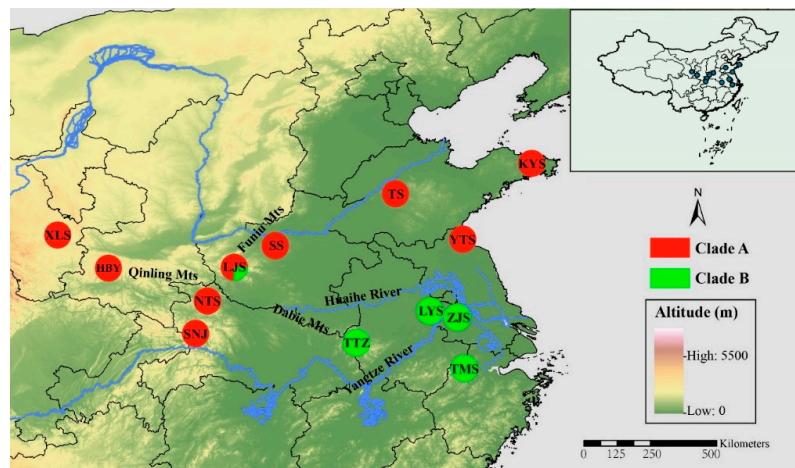 KYS
TS
XLS
Funiu Mts
SS
YTS
HBY
Qinling Mts
LJS
NTS
Huaihe River
LYS
ZJS
SNJ
Dabie Mts
TTZ
Yangtze River
TMS
N
Clade A
Clade B
Altitude (m)
High: 5500
Low: 0
Kilometers
0 125 250 500